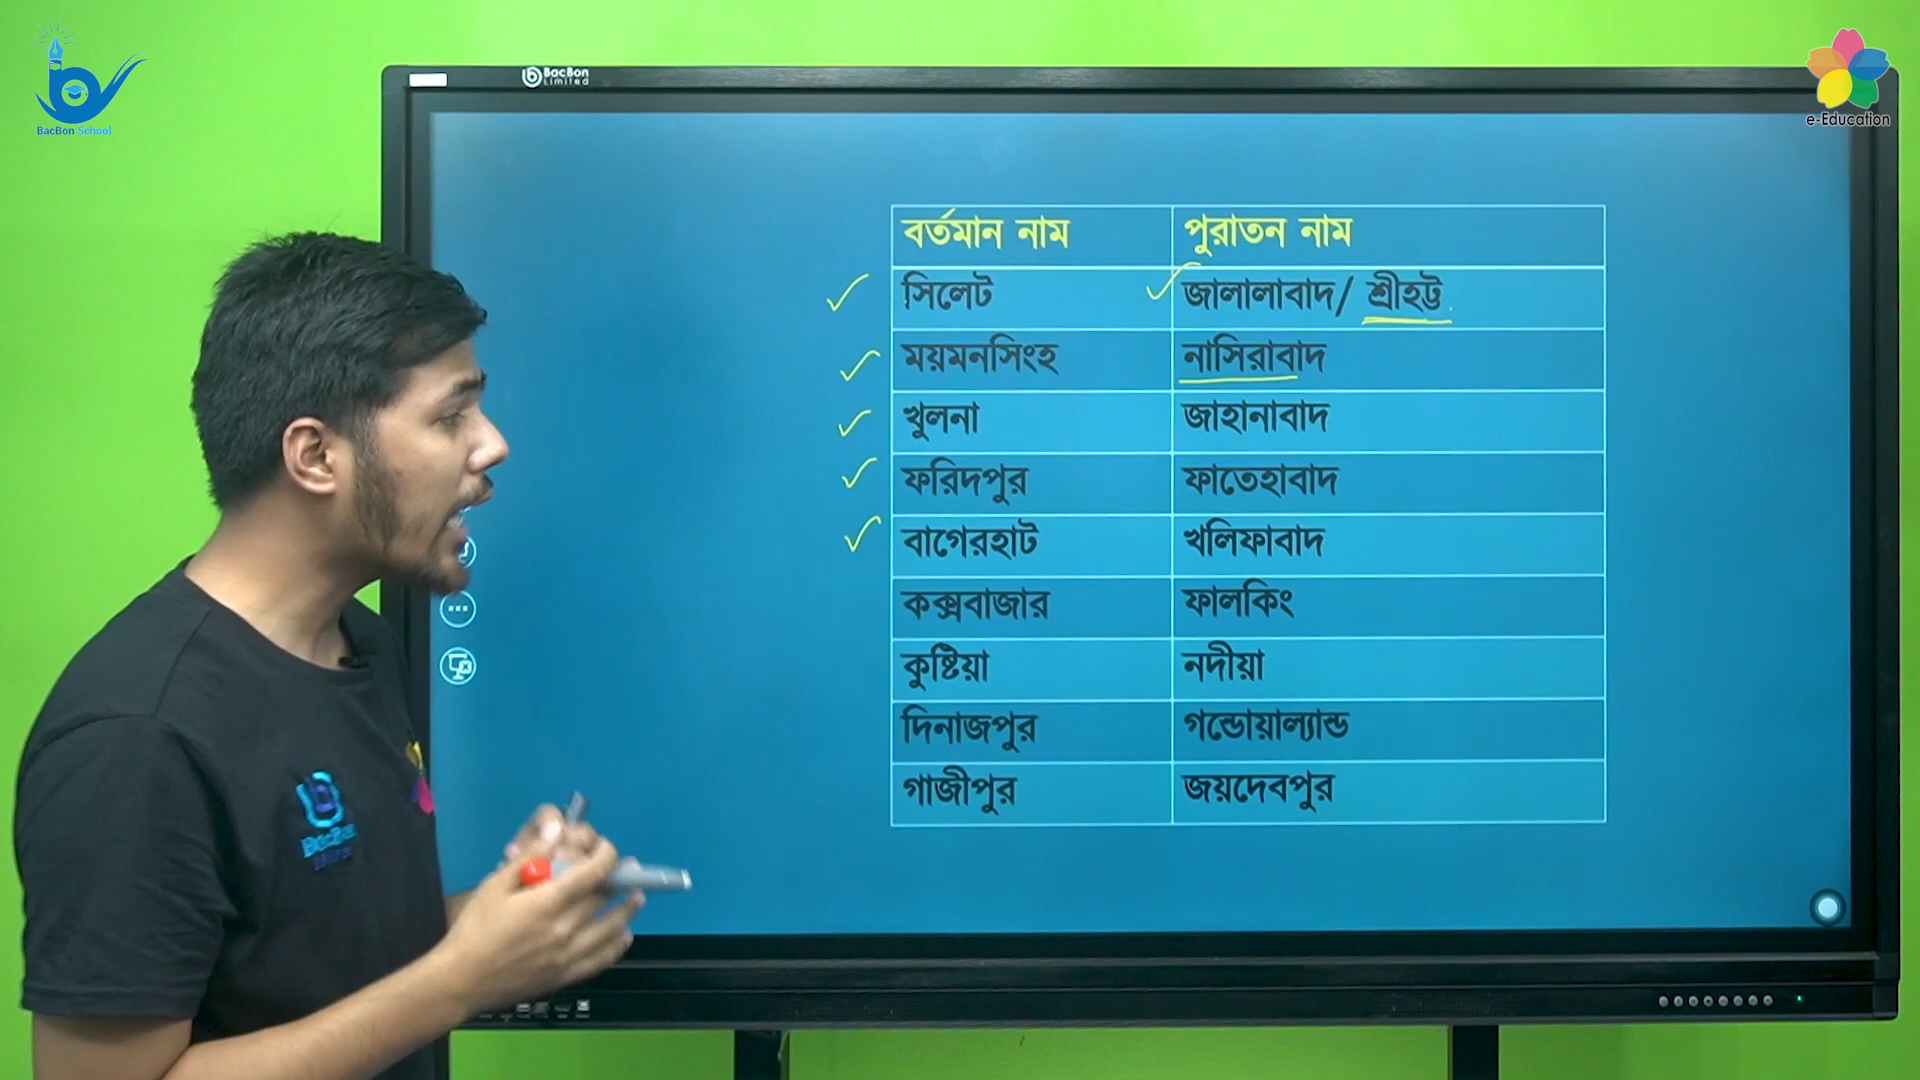 BacBon School
BacBon
Limited
e-Education
বর্তমান নাম পুরাতন নাম
সিলেট জালালাবাদ/ শ্রীহট্ট
ময়মনসিংহ নাসিরাবাদ
খুলনা জাহানাবাদ
ফরিদপুর ফাতেহাবাদ
বাগেরহাট খলিফাবাদ
কক্সবাজার ফালকিং
কুষ্টিয়া নদীয়া
দিনাজপুর গন্ডোয়াল্যান্ড
গাজীপুর জয়দেবপুর